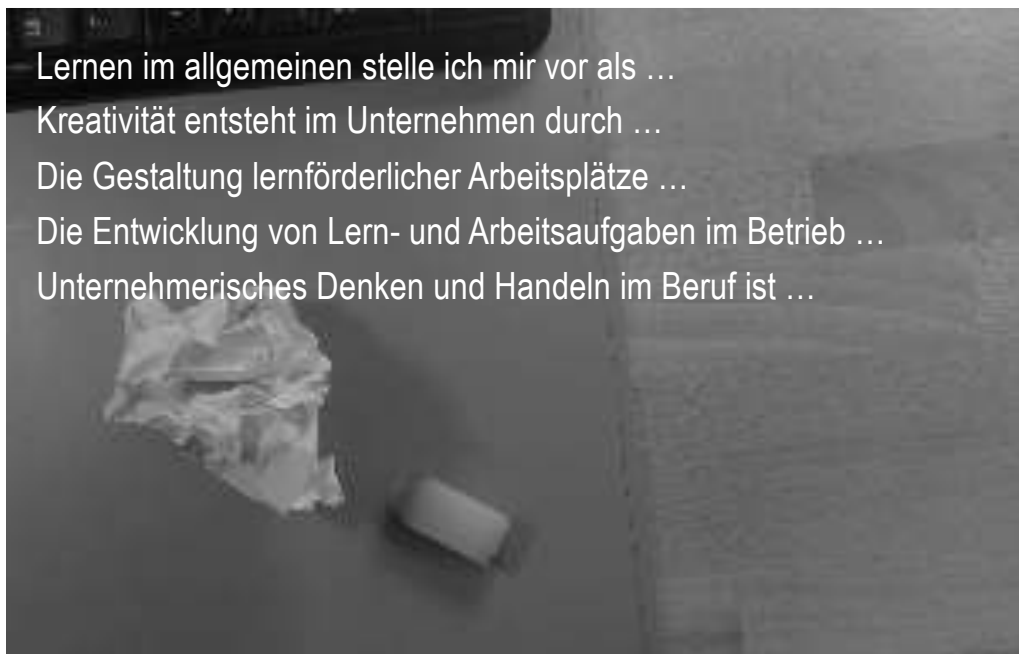 Lernen im allgemeinen stelle ich mir vor als …
Kreativität entsteht im Unternehmen durch …
Die Gestaltung lernförderlicher Arbeitsplätze …
Die Entwicklung von Lern- und Arbeitsaufgaben im Betrieb …
Unternehmerisches Denken und Handeln im Beruf ist …